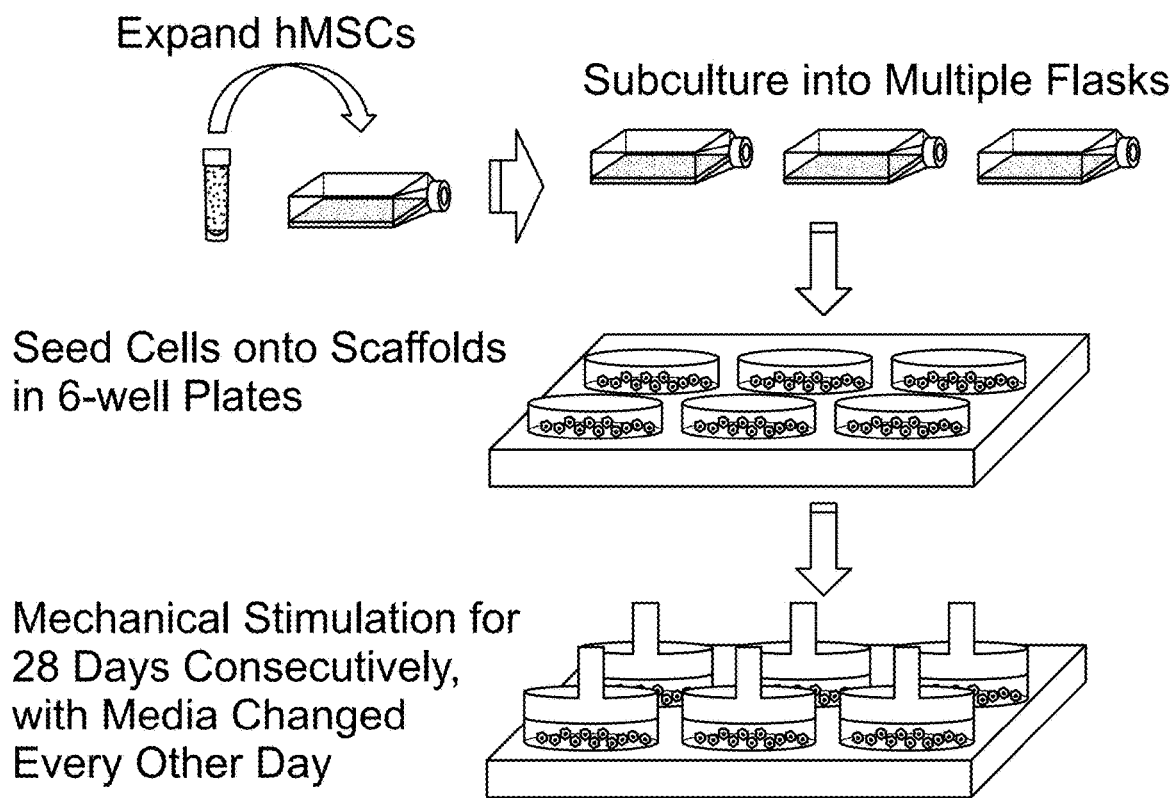 Expand hMSCs
Subculture into Multiple Flasks
Seed Cells onto Scaffolds
in 6-well Plates
Mechanical Stimulation for
28 Days Consecutively,
with Media Changed
Every Other Day